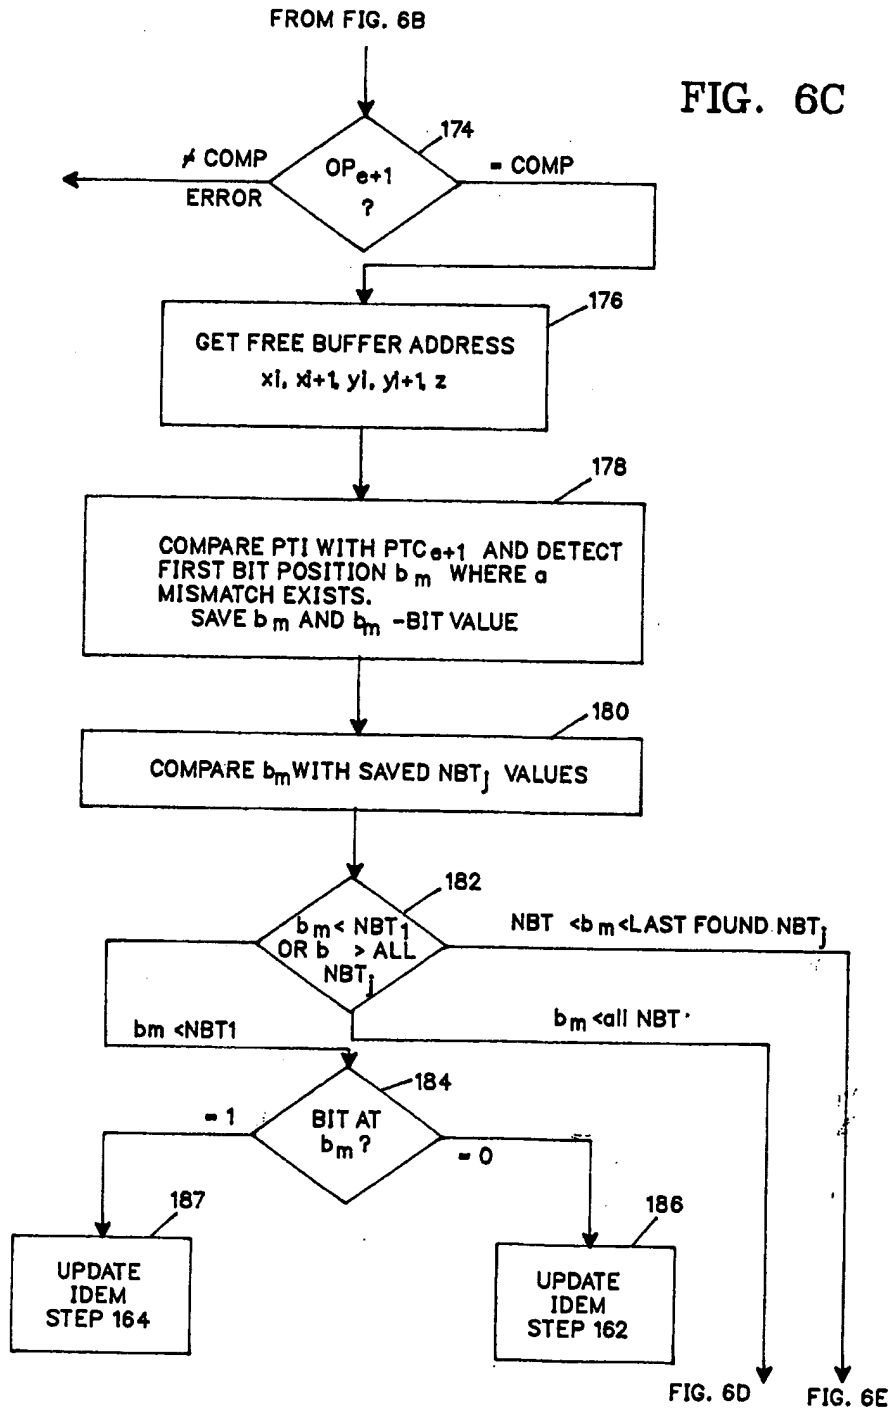 FROM FIG. 6B
FIG. 6C
174
≠ COMP
ERROR
OPe+1
?
= COMP
176
GET FREE BUFFER ADDRESS
xi, xi+1, yi, yi+1, z
178
COMPARE PTI WITH PTCe+1 AND DETECT
FIRST BIT POSITION bm WHERE a
MISMATCH EXISTS.
SAVE bm AND bm -BIT VALUE
180
COMPARE bm WITH SAVED NBTj VALUES
182
bm < NBT1
OR b > ALL
NBTj
NBT <bm<LAST FOUND NBTj
bm <NBT1
bm <all NBT
184
BIT AT
bm ?
= 1
= 0
187
UPDATE
IDEM
STEP 164
186
UPDATE
IDEM
STEP 162
FIG. 6D
FIG. 6E